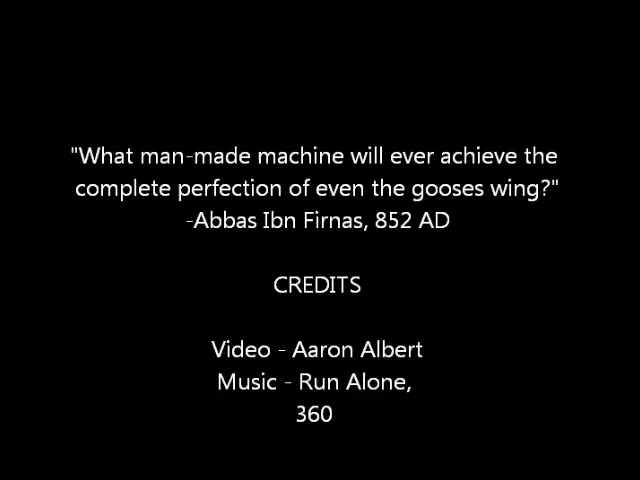 "What man-made machine will ever achieve the
complete perfection of even the gooses wing?"
-Abbas Ibn Firnas, 852 AD
CREDITS
Video - Aaron Albert
Music - Run Alone,
360